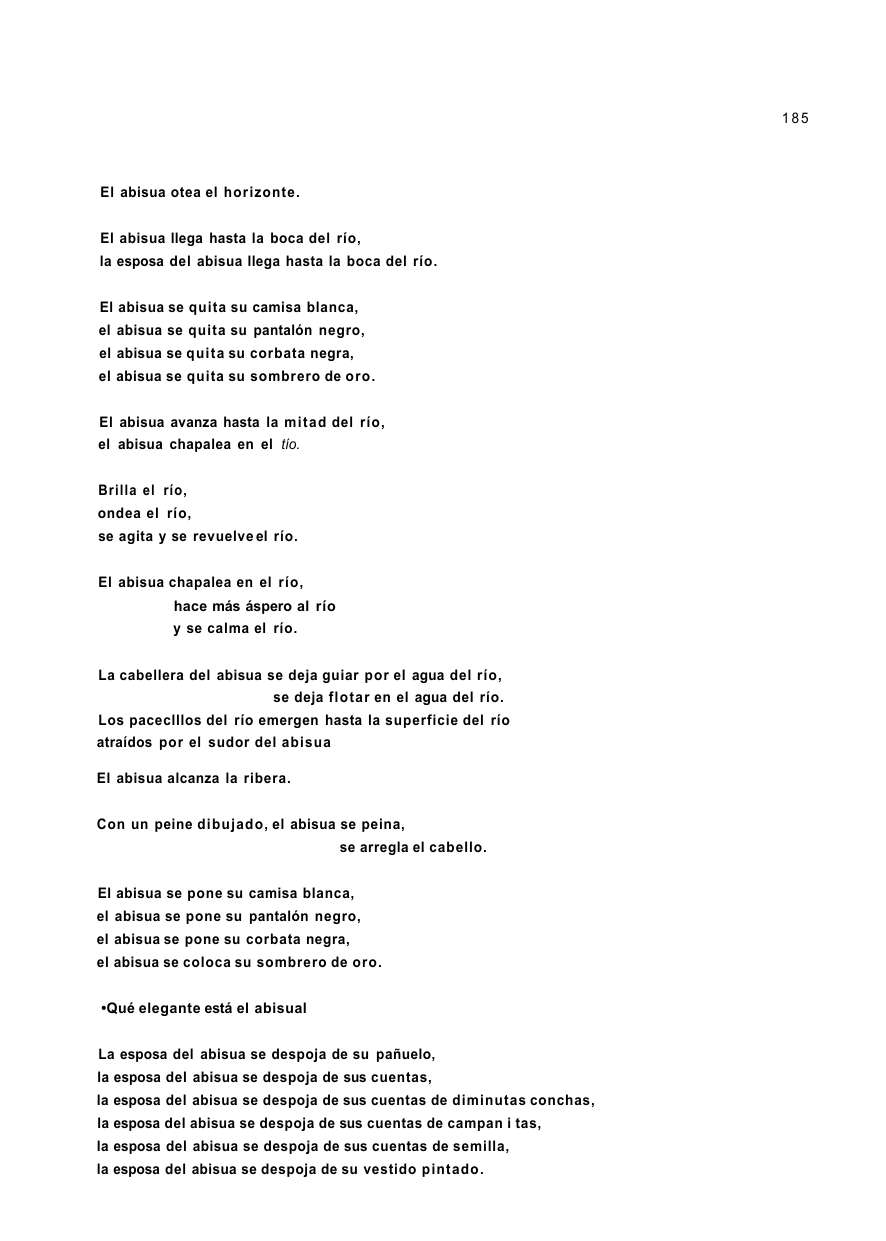 185
El abisua otea el horizonte.
El abisua llega hasta la boca del río,
la esposa del abisua llega hasta la boca del río.
El abisua se quita su camisa blanca,
el abisua se quita su pantalón negro,
el abisua se quita su corbata negra,
el abisua se quita su sombrero de oro.
El abisua avanza hasta la mitad del río,
el abisua chapalea en el tío.
Brilla el río,
ondea el río,
se agita y se revuelve el río.
El abisua chapalea en el río,
hace más áspero al río
y se calma el río.
La cabellera del abisua se deja guiar por el agua del río,
se deja flotar en el agua del río.
Los paceclllos del río emergen hasta la superficie del río
atraídos por el sudor del abisua
El abisua alcanza la ribera.
Con un peine dibujado, el abisua se peina,
se arregla el cabello.
El abisua se pone su camisa blanca,
el abisua se pone su pantalón negro,
el abisua se pone su corbata negra,
el abisua se coloca su sombrero de oro.
•Qué elegante está el abisual
La esposa del abisua se despoja de su pañuelo,
la esposa del abisua se despoja de sus cuentas,
la esposa del abisua se despoja de sus cuentas de diminutas conchas,
la esposa del abisua se despoja de sus cuentas de campan i tas,
la esposa del abisua se despoja de sus cuentas de semilla,
la esposa del abisua se despoja de su vestido pintado.